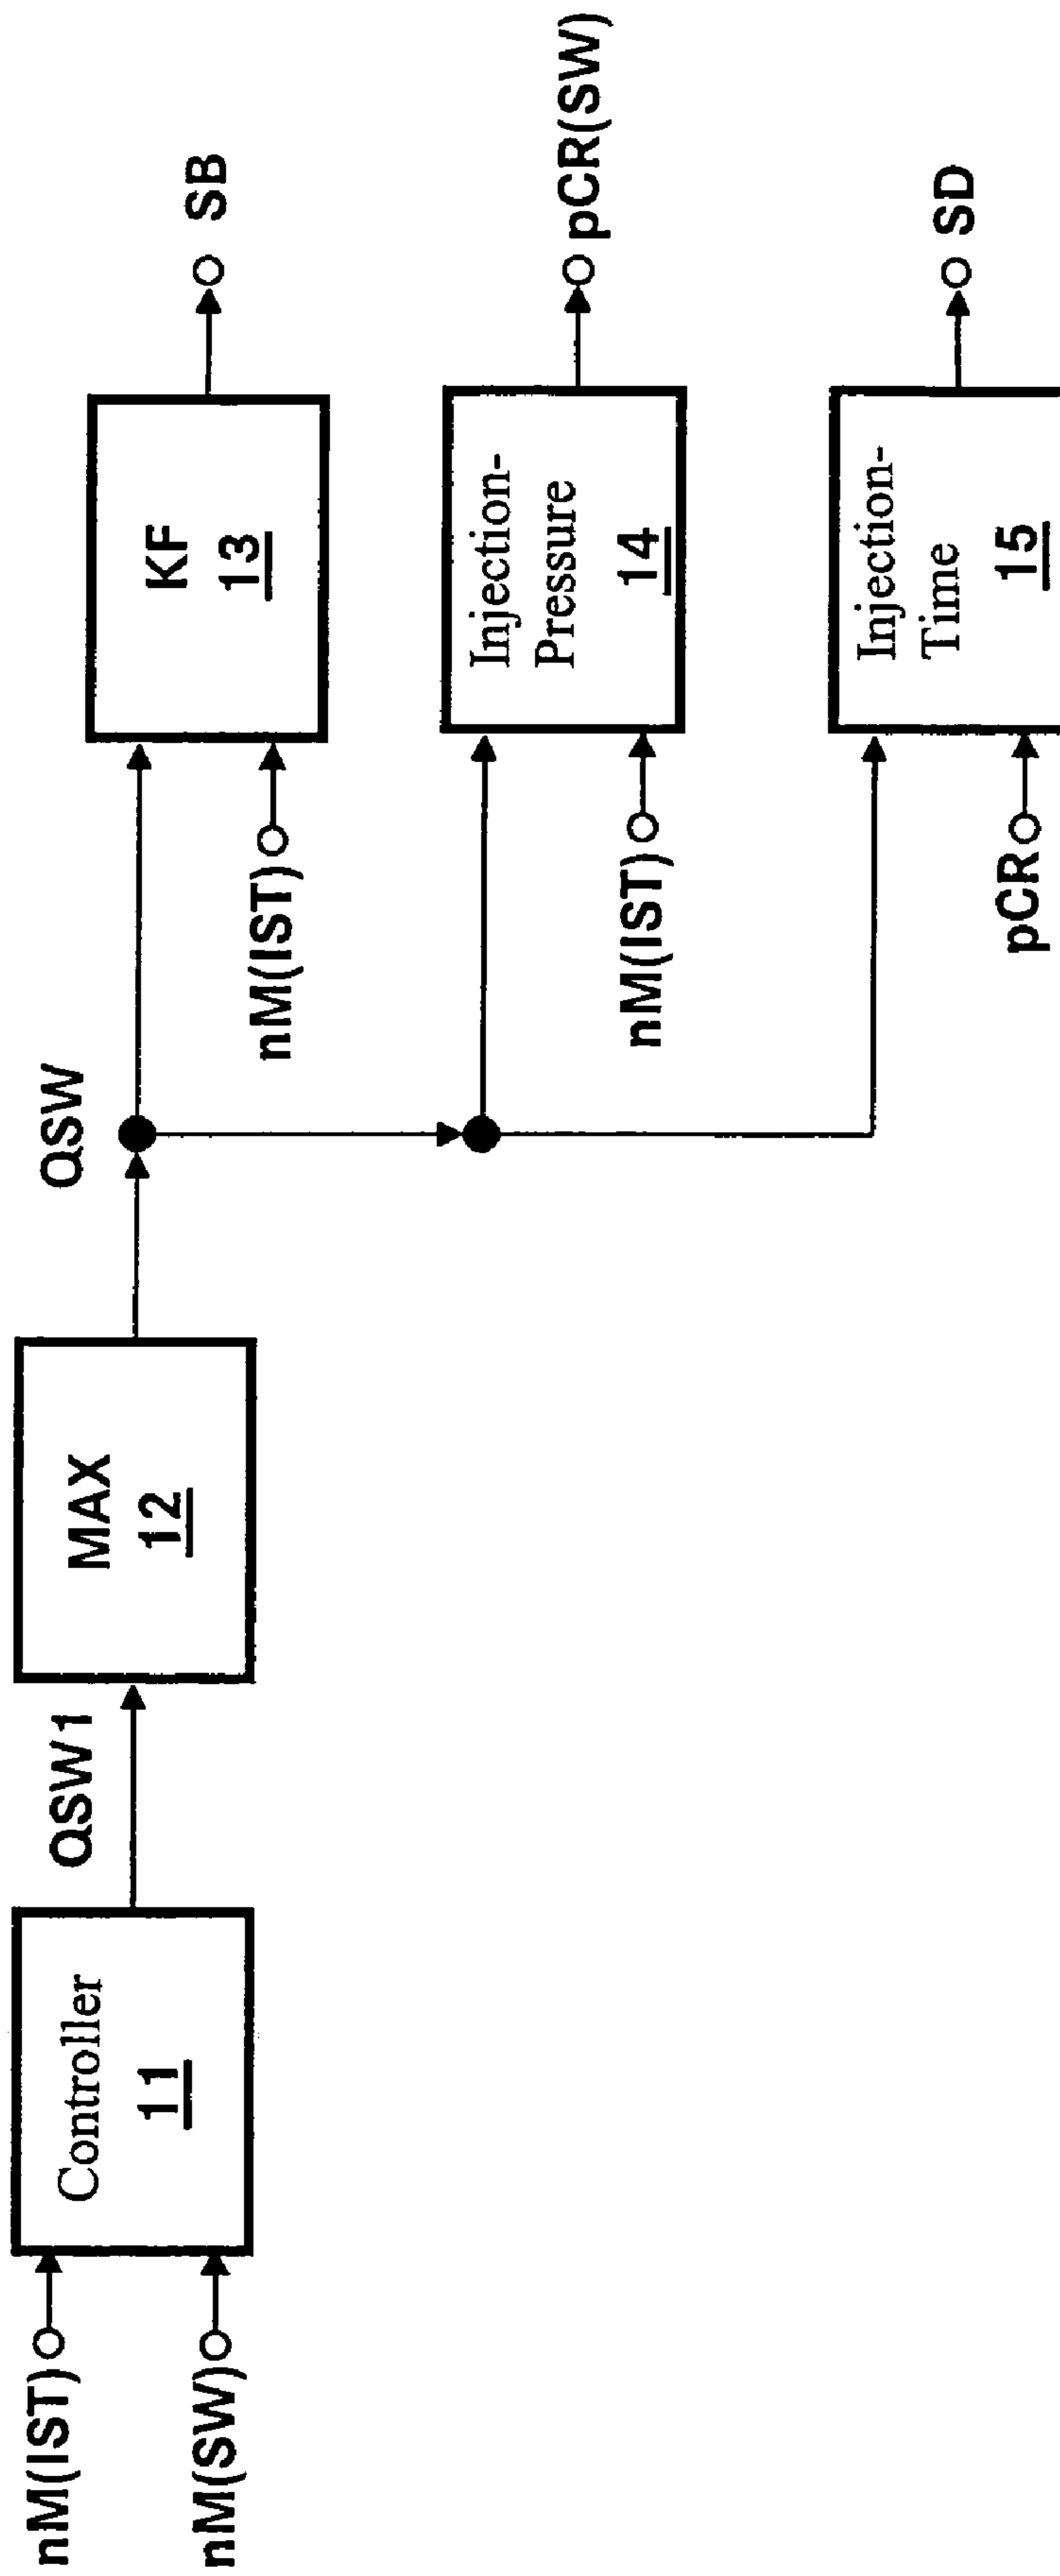 nM(IST)
nM(SW)
Controller
11
QSW1
MAX
12
QSW
nM(IST)
KF
13
SB
nM(IST)
Injection-
Pressure
14
pCR(SW)
pCR
Injection-
Time
15
SD